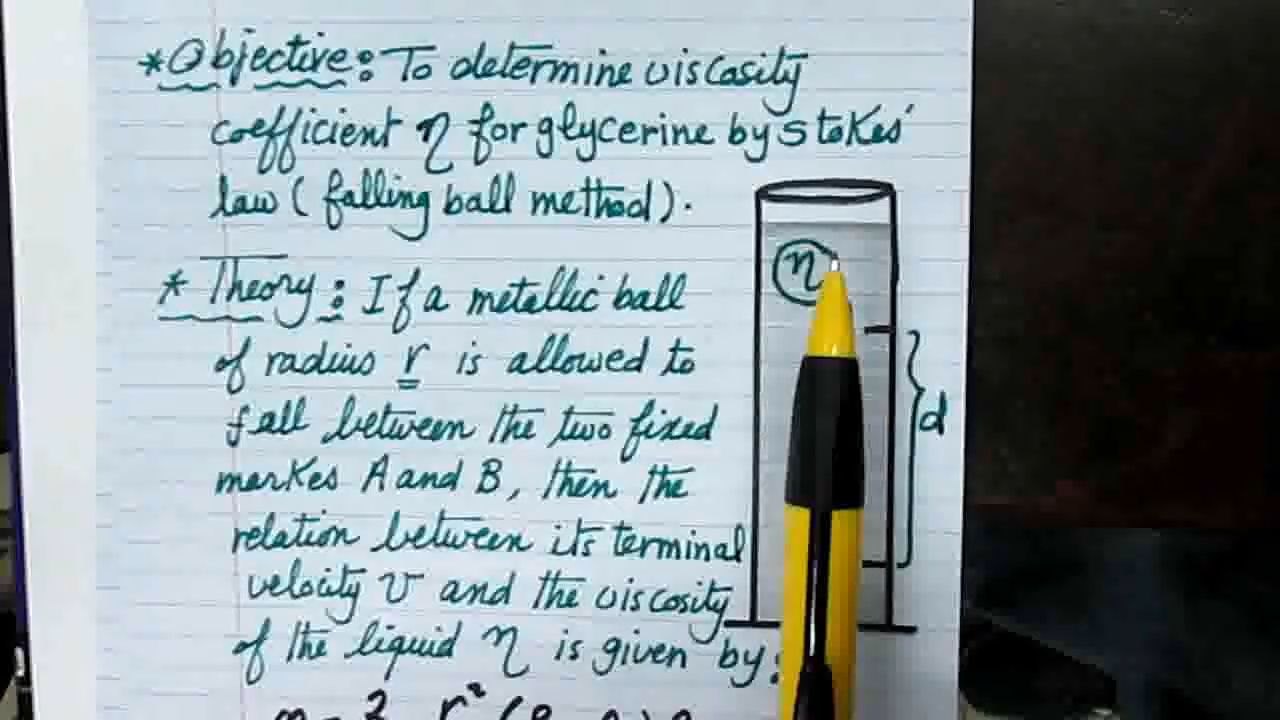 *Objective: To determine viscosity
coefficient η for glycerine by Stokes'
law (falling ball method).
* Theory: If a metallic ball
of radius r is allowed to
fall between the two fixed
markes A and B, then the
relation between its terminal
velocity v and the viscosity
of the liquid η is given by:
η
d